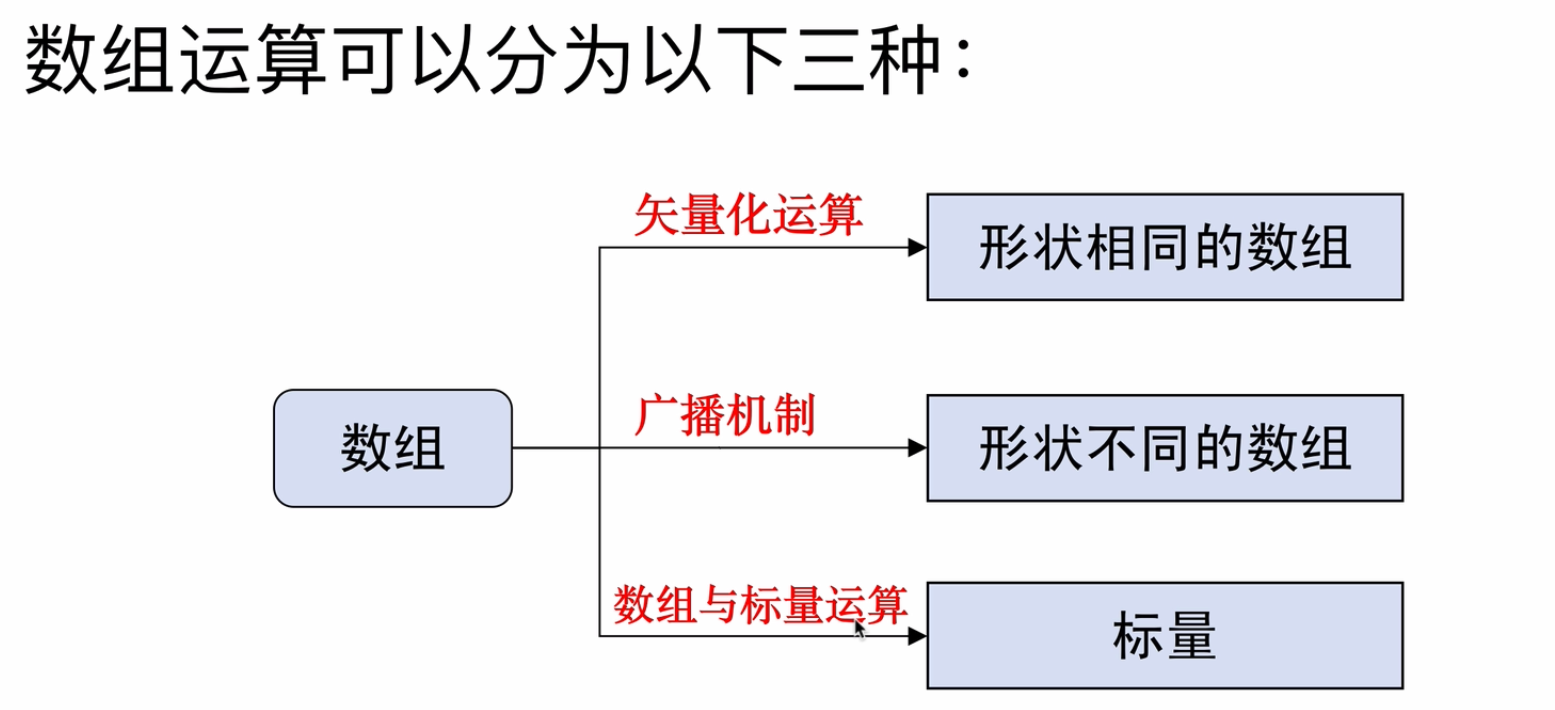 数组运算可以分为以下三种：
矢量化运算
形状相同的数组
数组
广播机制
形状不同的数组
数组与标量运算
标量